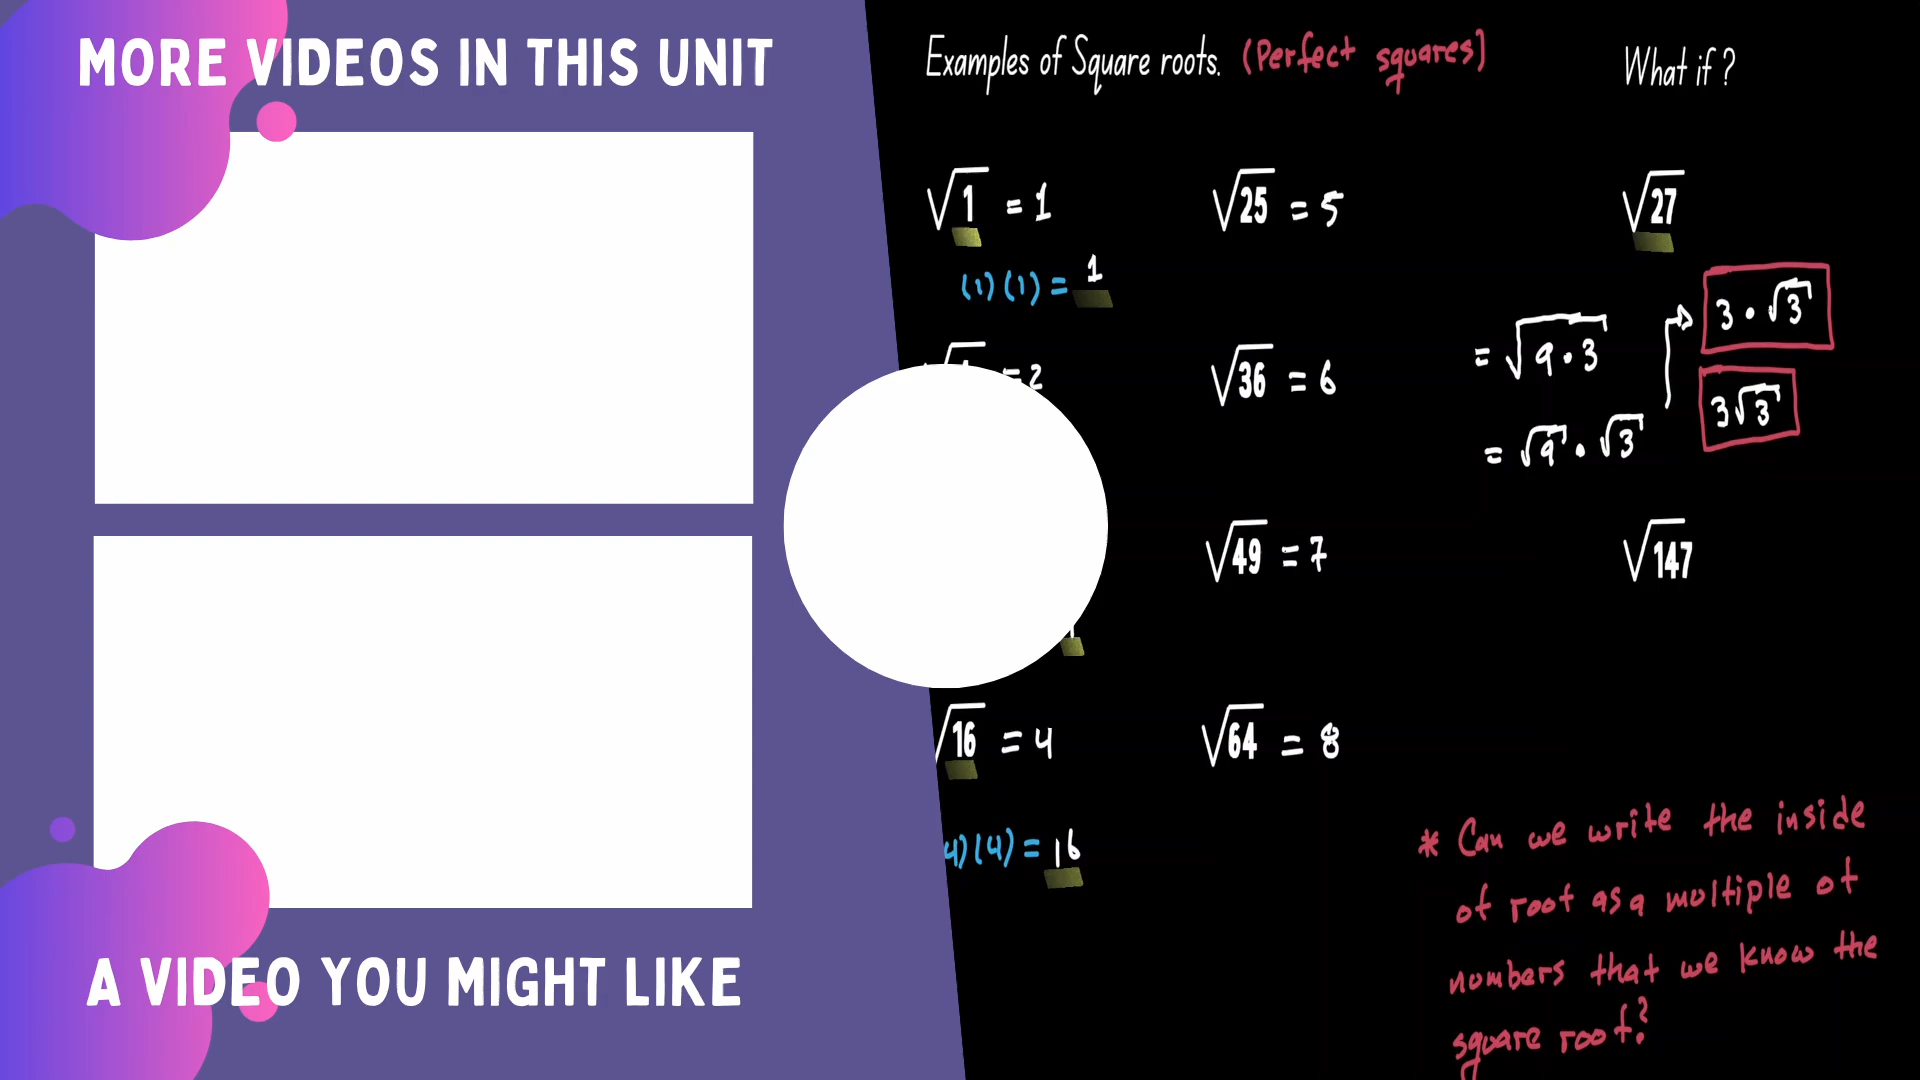 MORE VIDEOS IN THIS UNIT
A VIDEO YOU MIGHT LIKE
Examples of Square roots. (Perfect squares)
√1 = 1
(1)(1) = 1
= 2
√16 = 4
4)(4) = 16
√25 = 5
√36 = 6
√49 = 7
√64 = 8
What if ?
√27
= √9·3
= √9 · √3
3 · √3
3√3
√147
* Can we write the inside
of root as a multiple of
numbers that we know the
square root?